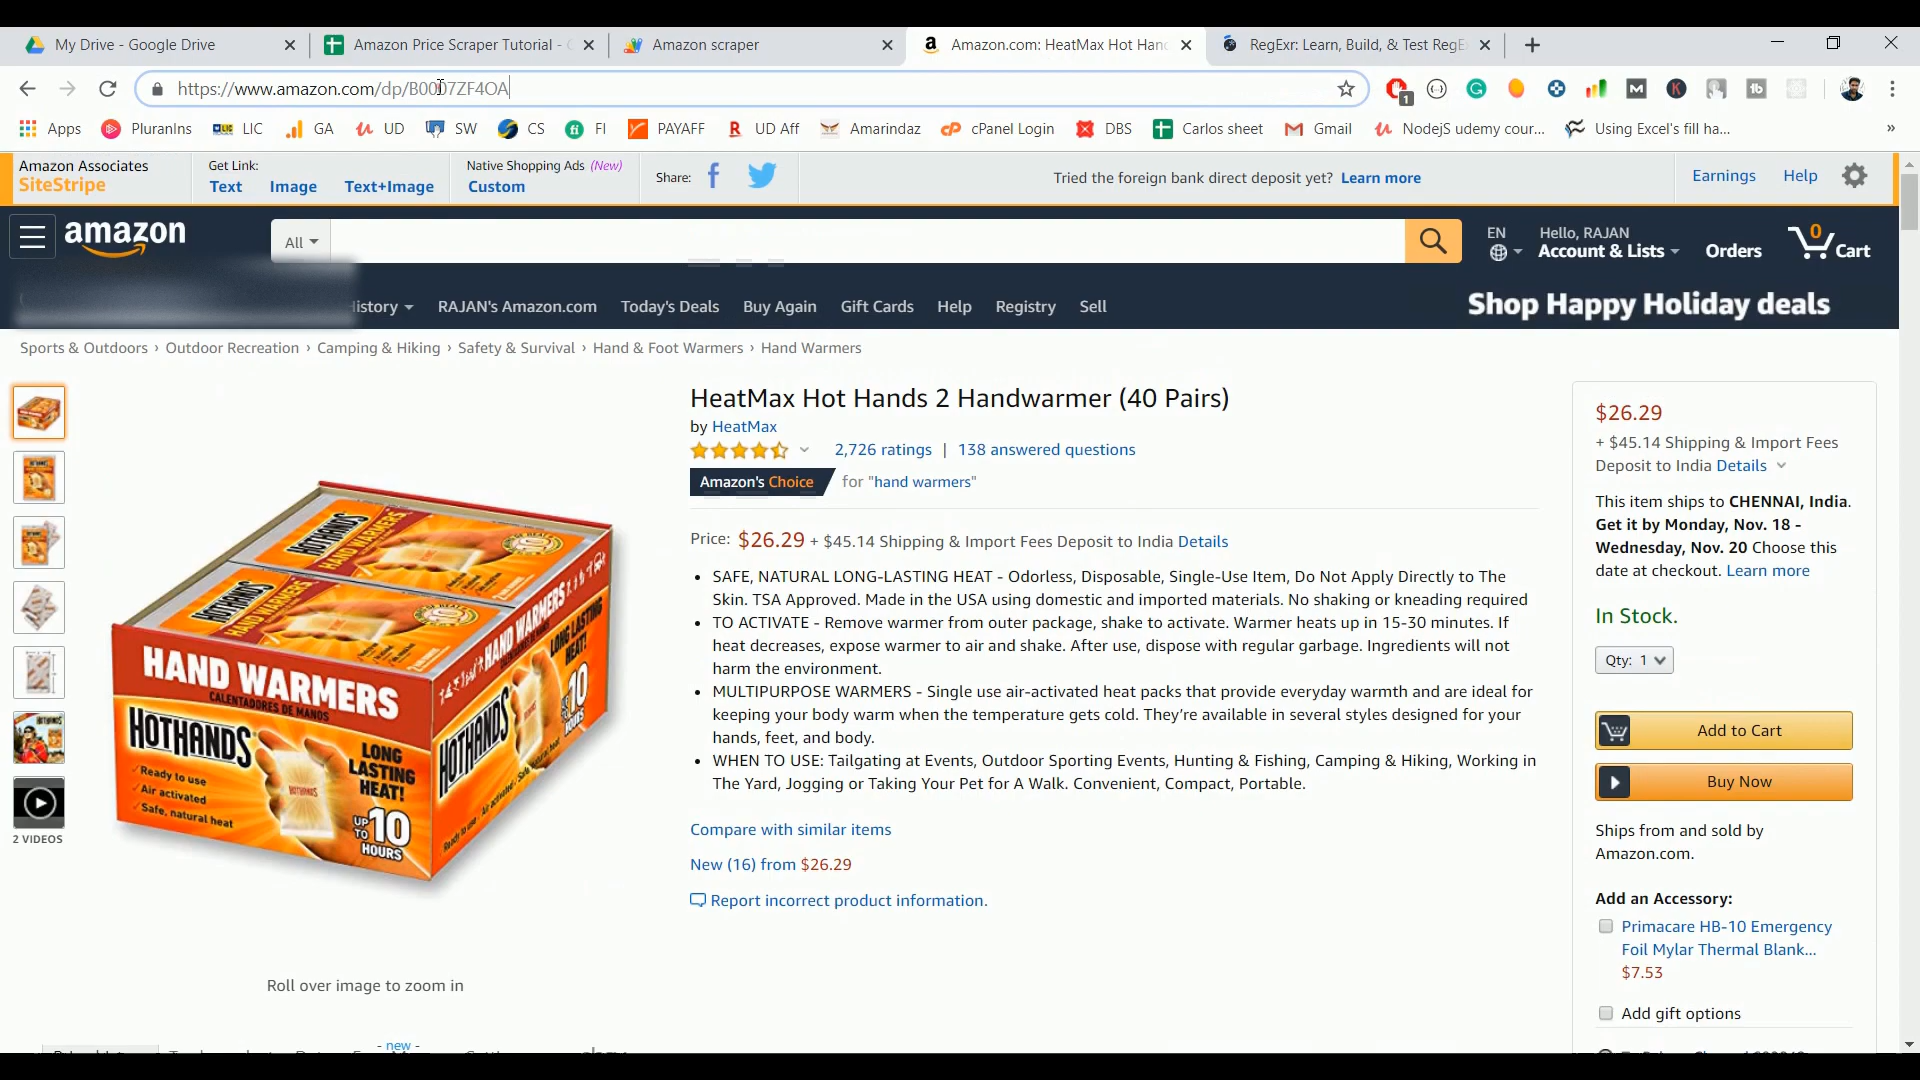 My Drive - Google Drive
Amazon Price Scraper Tutorial -
Amazon scraper
Amazon.com: HeatMax Hot Han
RegExr: Learn, Build, & Test RegE
https://www.amazon.com/dp/B0007ZF4OA
1
Apps
PluranIns
LIC
GA
UD
SW
CS
FI
PAYAFF
UD Aff
Amarindaz
cPanel Login
DBS
Carlos sheet
Gmail
NodejS udemy cour...
Using Excel's fill ha...
»
Amazon Associates
SiteStripe
Get Link:
Text Image Text+Image
Native Shopping Ads (New)
Custom
Share:
Tried the foreign bank direct deposit yet? Learn more
Earnings Help
amazon
All
EN
Hello, RAJAN
Account & Lists
Orders
0
Cart
History
RAJAN's Amazon.com
Today's Deals
Buy Again
Gift Cards
Help
Registry
Sell
Shop Happy Holiday deals
Sports & Outdoors › Outdoor Recreation › Camping & Hiking › Safety & Survival › Hand & Foot Warmers › Hand Warmers
2 VIDEOS
HOTHANDS
HAND WARMERS
HOTHANDS
HAND WARMERS
HAND WARMERS
CALENTADORES DE MANOS
HOTHANDS
Ready to use
Air activated
Safe, natural heat
LONG
LASTING
HEAT!
UP TO 10
HOURS
HAND WARMERS
HOTHANDS
LONG LASTING
HEAT!
10
Roll over image to zoom in
HeatMax Hot Hands 2 Handwarmer (40 Pairs)
by HeatMax
2,726 ratings | 138 answered questions
Amazon's Choice for "hand warmers"
Price: $26.29 + $45.14 Shipping & Import Fees Deposit to India Details
• SAFE, NATURAL LONG-LASTING HEAT - Odorless, Disposable, Single-Use Item, Do Not Apply Directly to The
Skin. TSA Approved. Made in the USA using domestic and imported materials. No shaking or kneading required
• TO ACTIVATE - Remove warmer from outer package, shake to activate. Warmer heats up in 15-30 minutes. If
heat decreases, expose warmer to air and shake. After use, dispose with regular garbage. Ingredients will not
harm the environment.
• MULTIPURPOSE WARMERS - Single use air-activated heat packs that provide everyday warmth and are ideal for
keeping your body warm when the temperature gets cold. They’re available in several styles designed for your
hands, feet, and body.
• WHEN TO USE: Tailgating at Events, Outdoor Sporting Events, Hunting & Fishing, Camping & Hiking, Working in
The Yard, Jogging or Taking Your Pet for A Walk. Convenient, Compact, Portable.
Compare with similar items
New (16) from $26.29
Report incorrect product information.
$26.29
+ $45.14 Shipping & Import Fees
Deposit to India Details
This item ships to CHENNAI, India.
Get it by Monday, Nov. 18 -
Wednesday, Nov. 20 Choose this
date at checkout. Learn more
In Stock.
Qty: 1
Add to Cart
Buy Now
Ships from and sold by
Amazon.com.
Add an Accessory:
Primacare HB-10 Emergency
Foil Mylar Thermal Blank...
$7.53
Add gift options
- new -